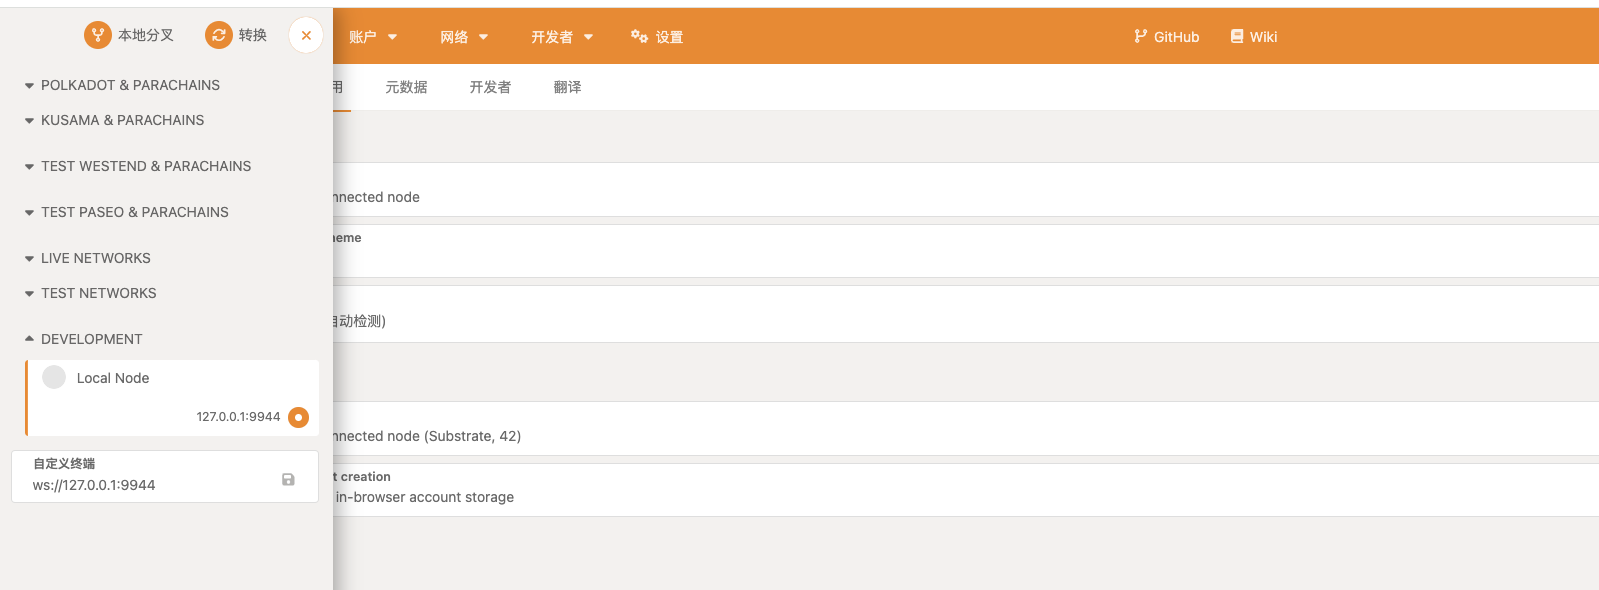 本地分叉
转换
POLKADOT & PARACHAINS
KUSAMA & PARACHAINS
TEST WESTEND & PARACHAINS
TEST PASEO & PARACHAINS
LIVE NETWORKS
TEST NETWORKS
DEVELOPMENT
Local Node
127.0.0.1:9944
自定义终端
ws://127.0.0.1:9944
账户
网络
开发者
设置
GitHub
Wiki
用
元数据
开发者
翻译
nnected node
heme
自动检测)
nnected node (Substrate, 42)
t creation
in-browser account storage